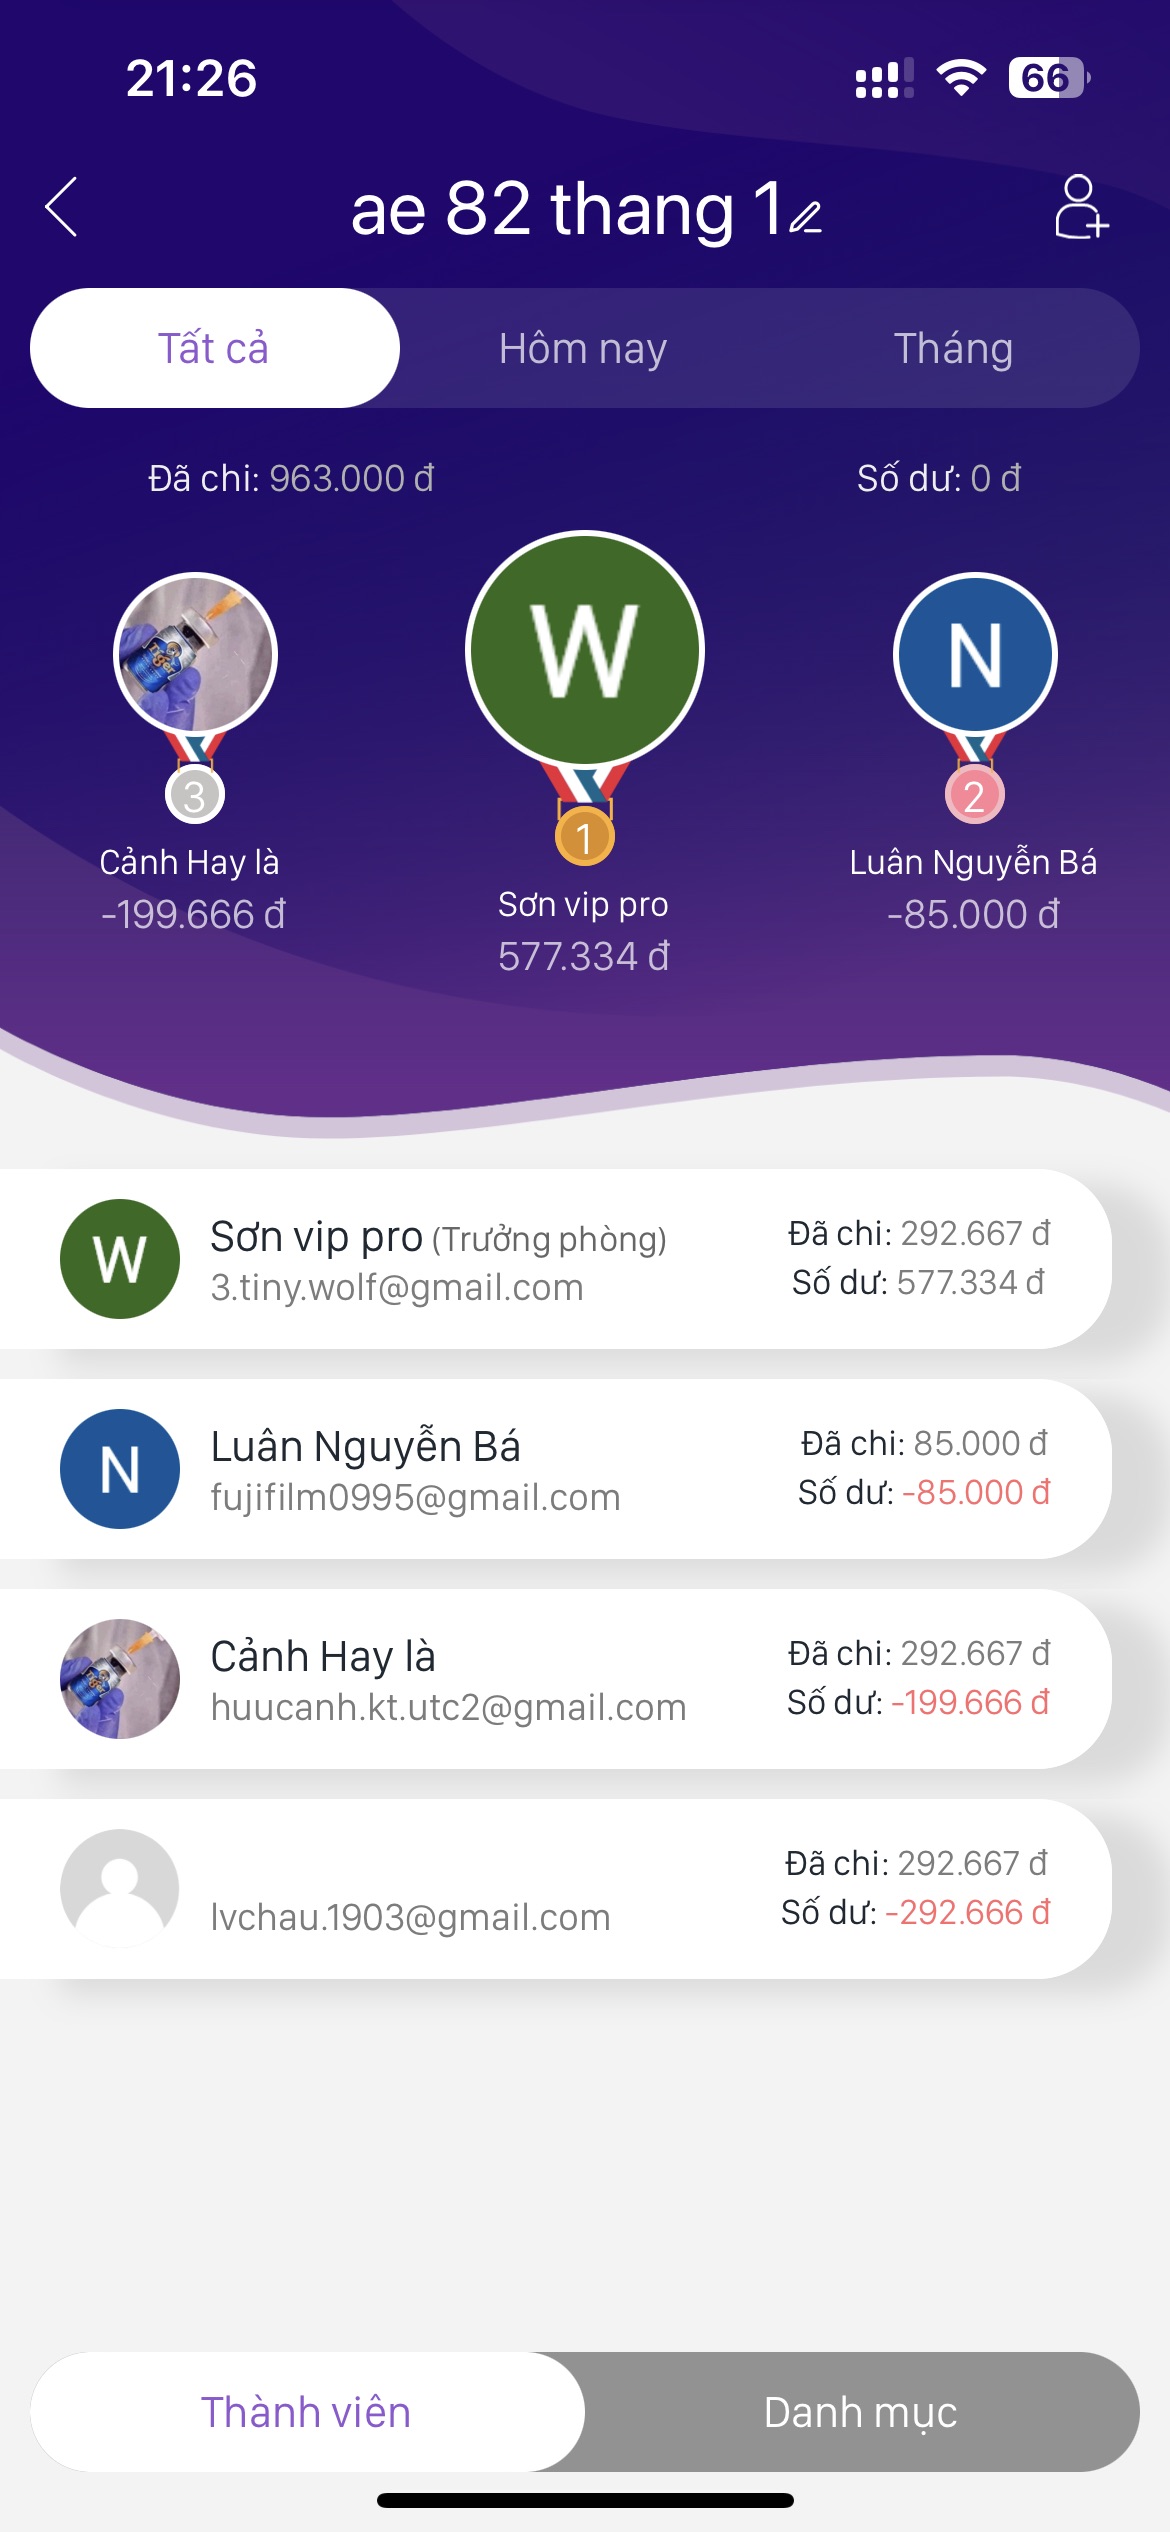 21:26
66
ae 82 thang 1
Tất cả
Hôm nay
Tháng
Đã chi: 963.000 đ
Số dư: 0 đ
W
N
tiger
3
1
2
Cảnh Hay là
-199.666 đ
Sơn vip pro
577.334 đ
Luân Nguyễn Bá
-85.000 đ
W
Sơn vip pro (Trưởng phòng)
3.tiny.wolf@gmail.com
Đã chi: 292.667 đ
Số dư: 577.334 đ
N
Luân Nguyễn Bá
fujifilm0995@gmail.com
Đã chi: 85.000 đ
Số dư: -85.000 đ
Cảnh Hay là
huucanh.kt.utc2@gmail.com
Đã chi: 292.667 đ
Số dư: -199.666 đ
lvchau.1903@gmail.com
Đã chi: 292.667 đ
Số dư: -292.666 đ
Thành viên
Danh mục